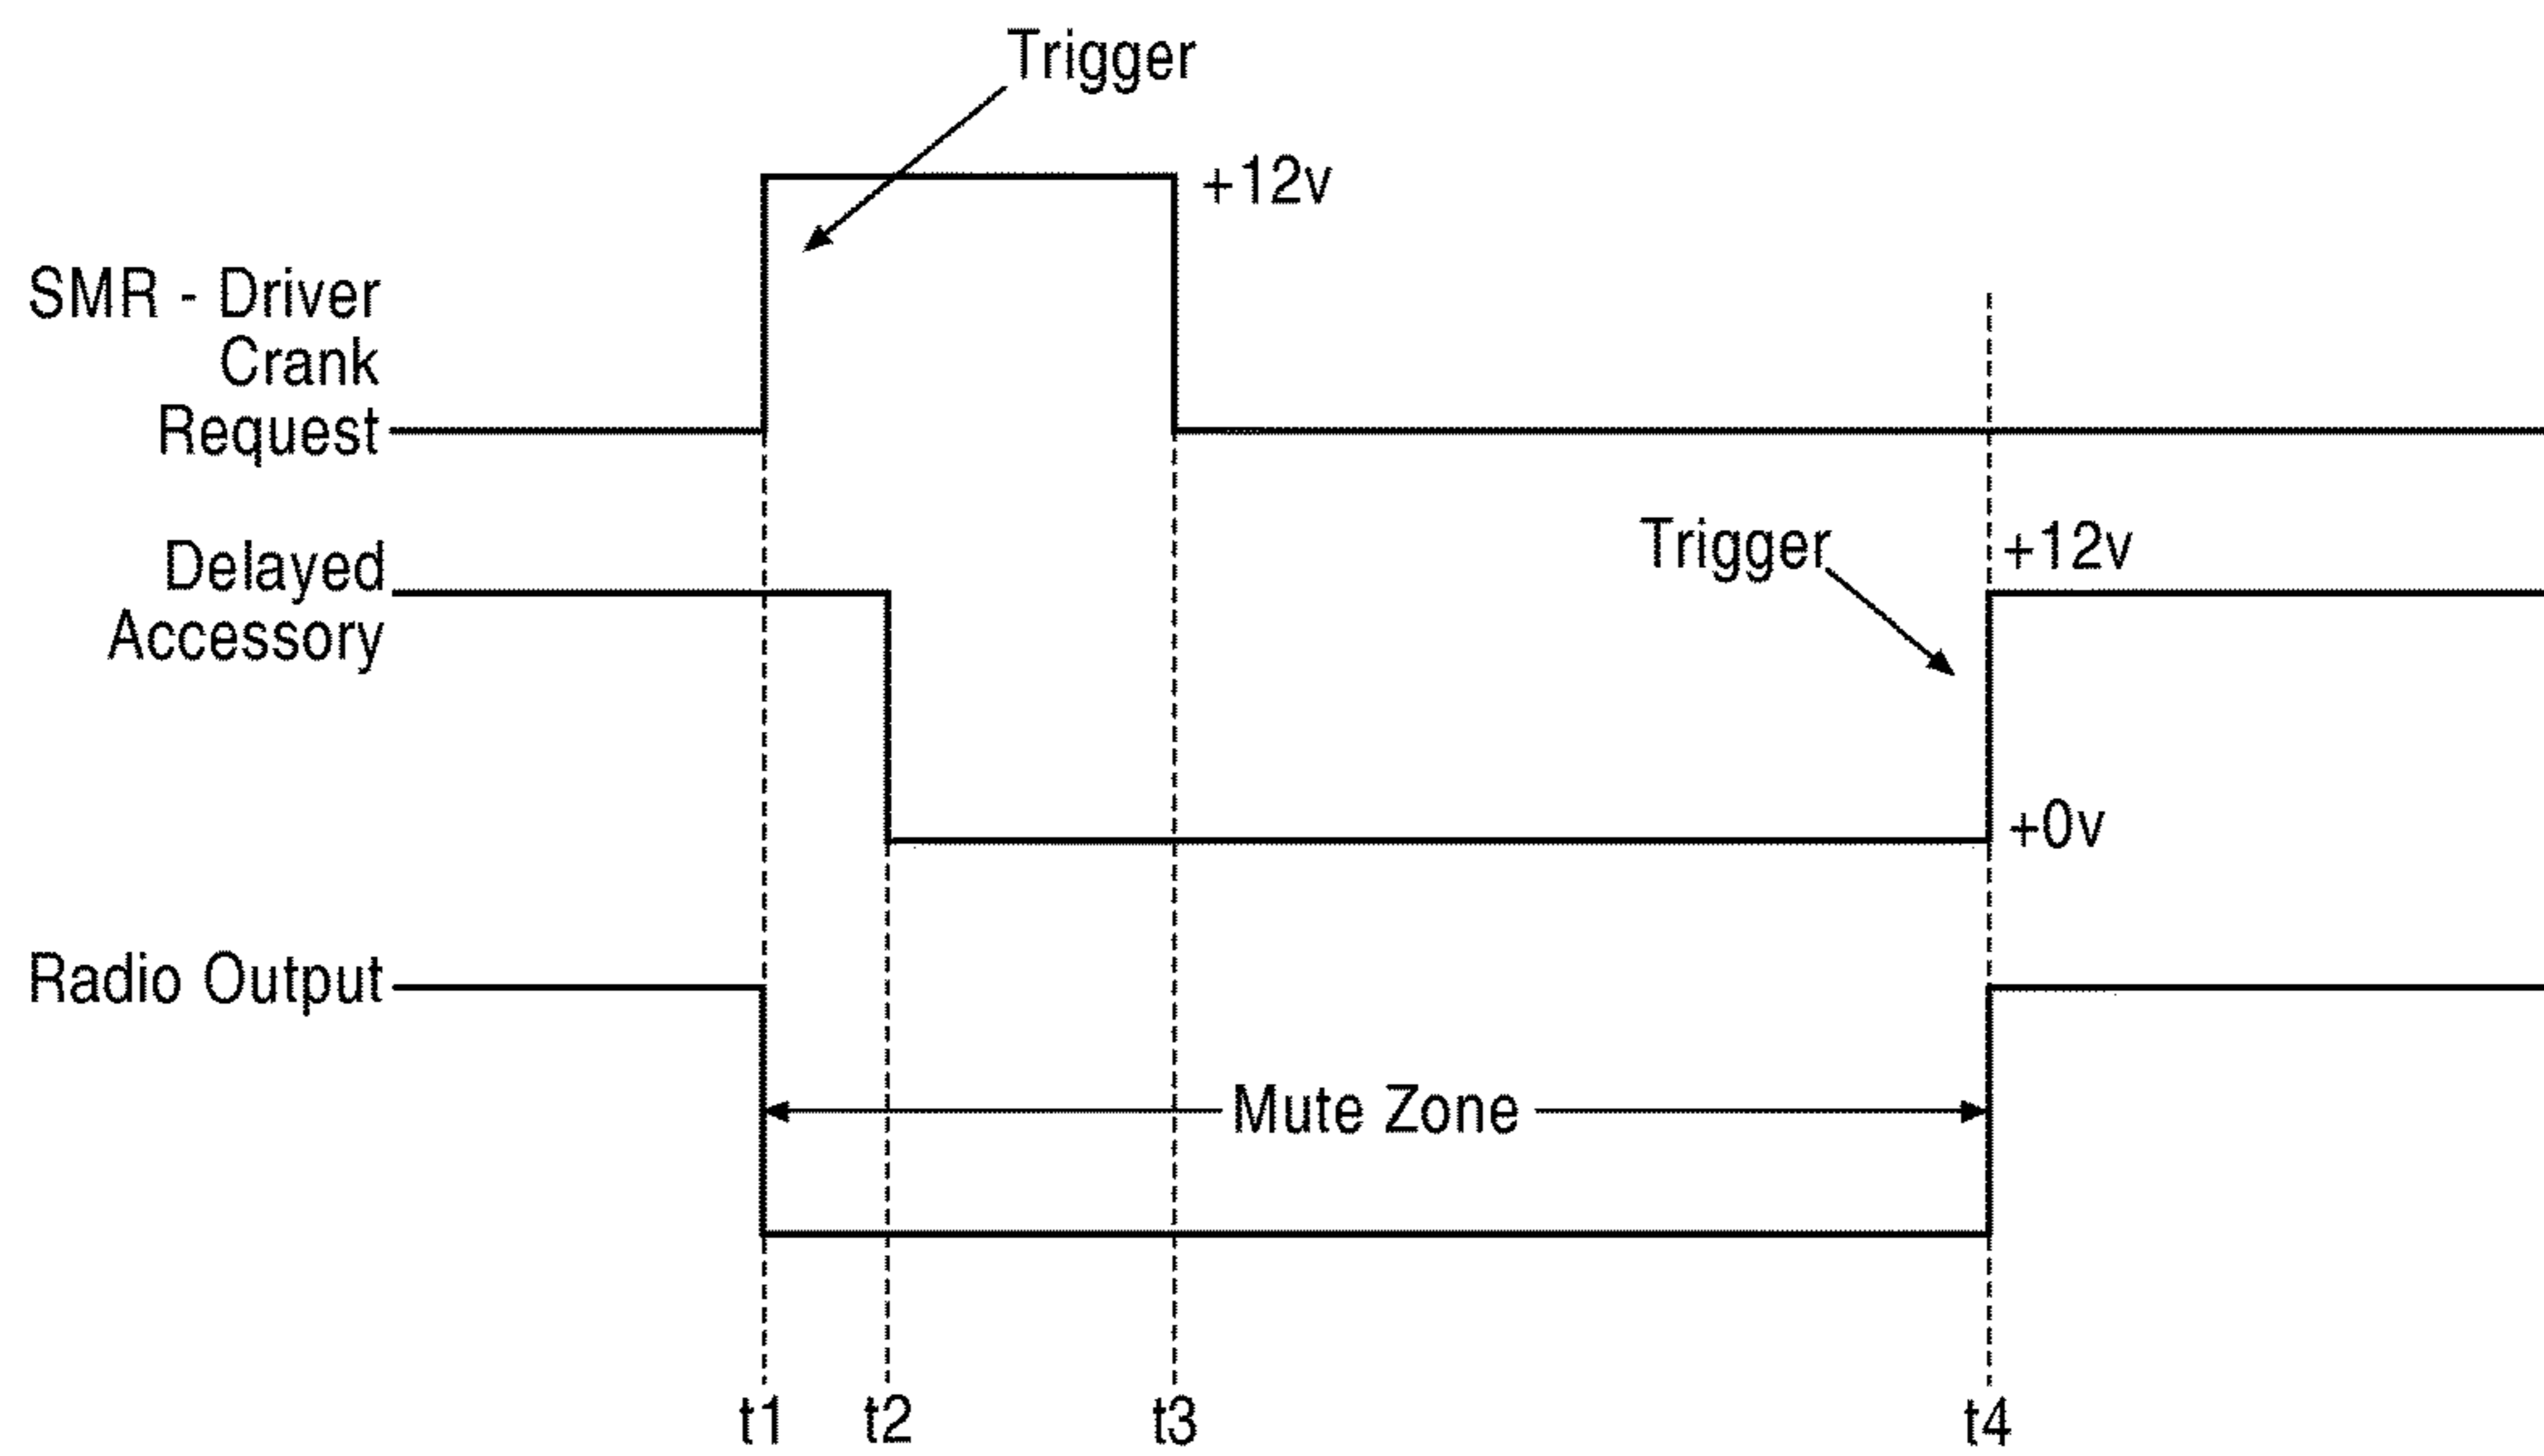 Trigger
+12v
SMR - Driver
Crank
Request
Trigger
+12v
Delayed
Accessory
+0v
Radio Output
Mute Zone
t1 t2 t3 t4